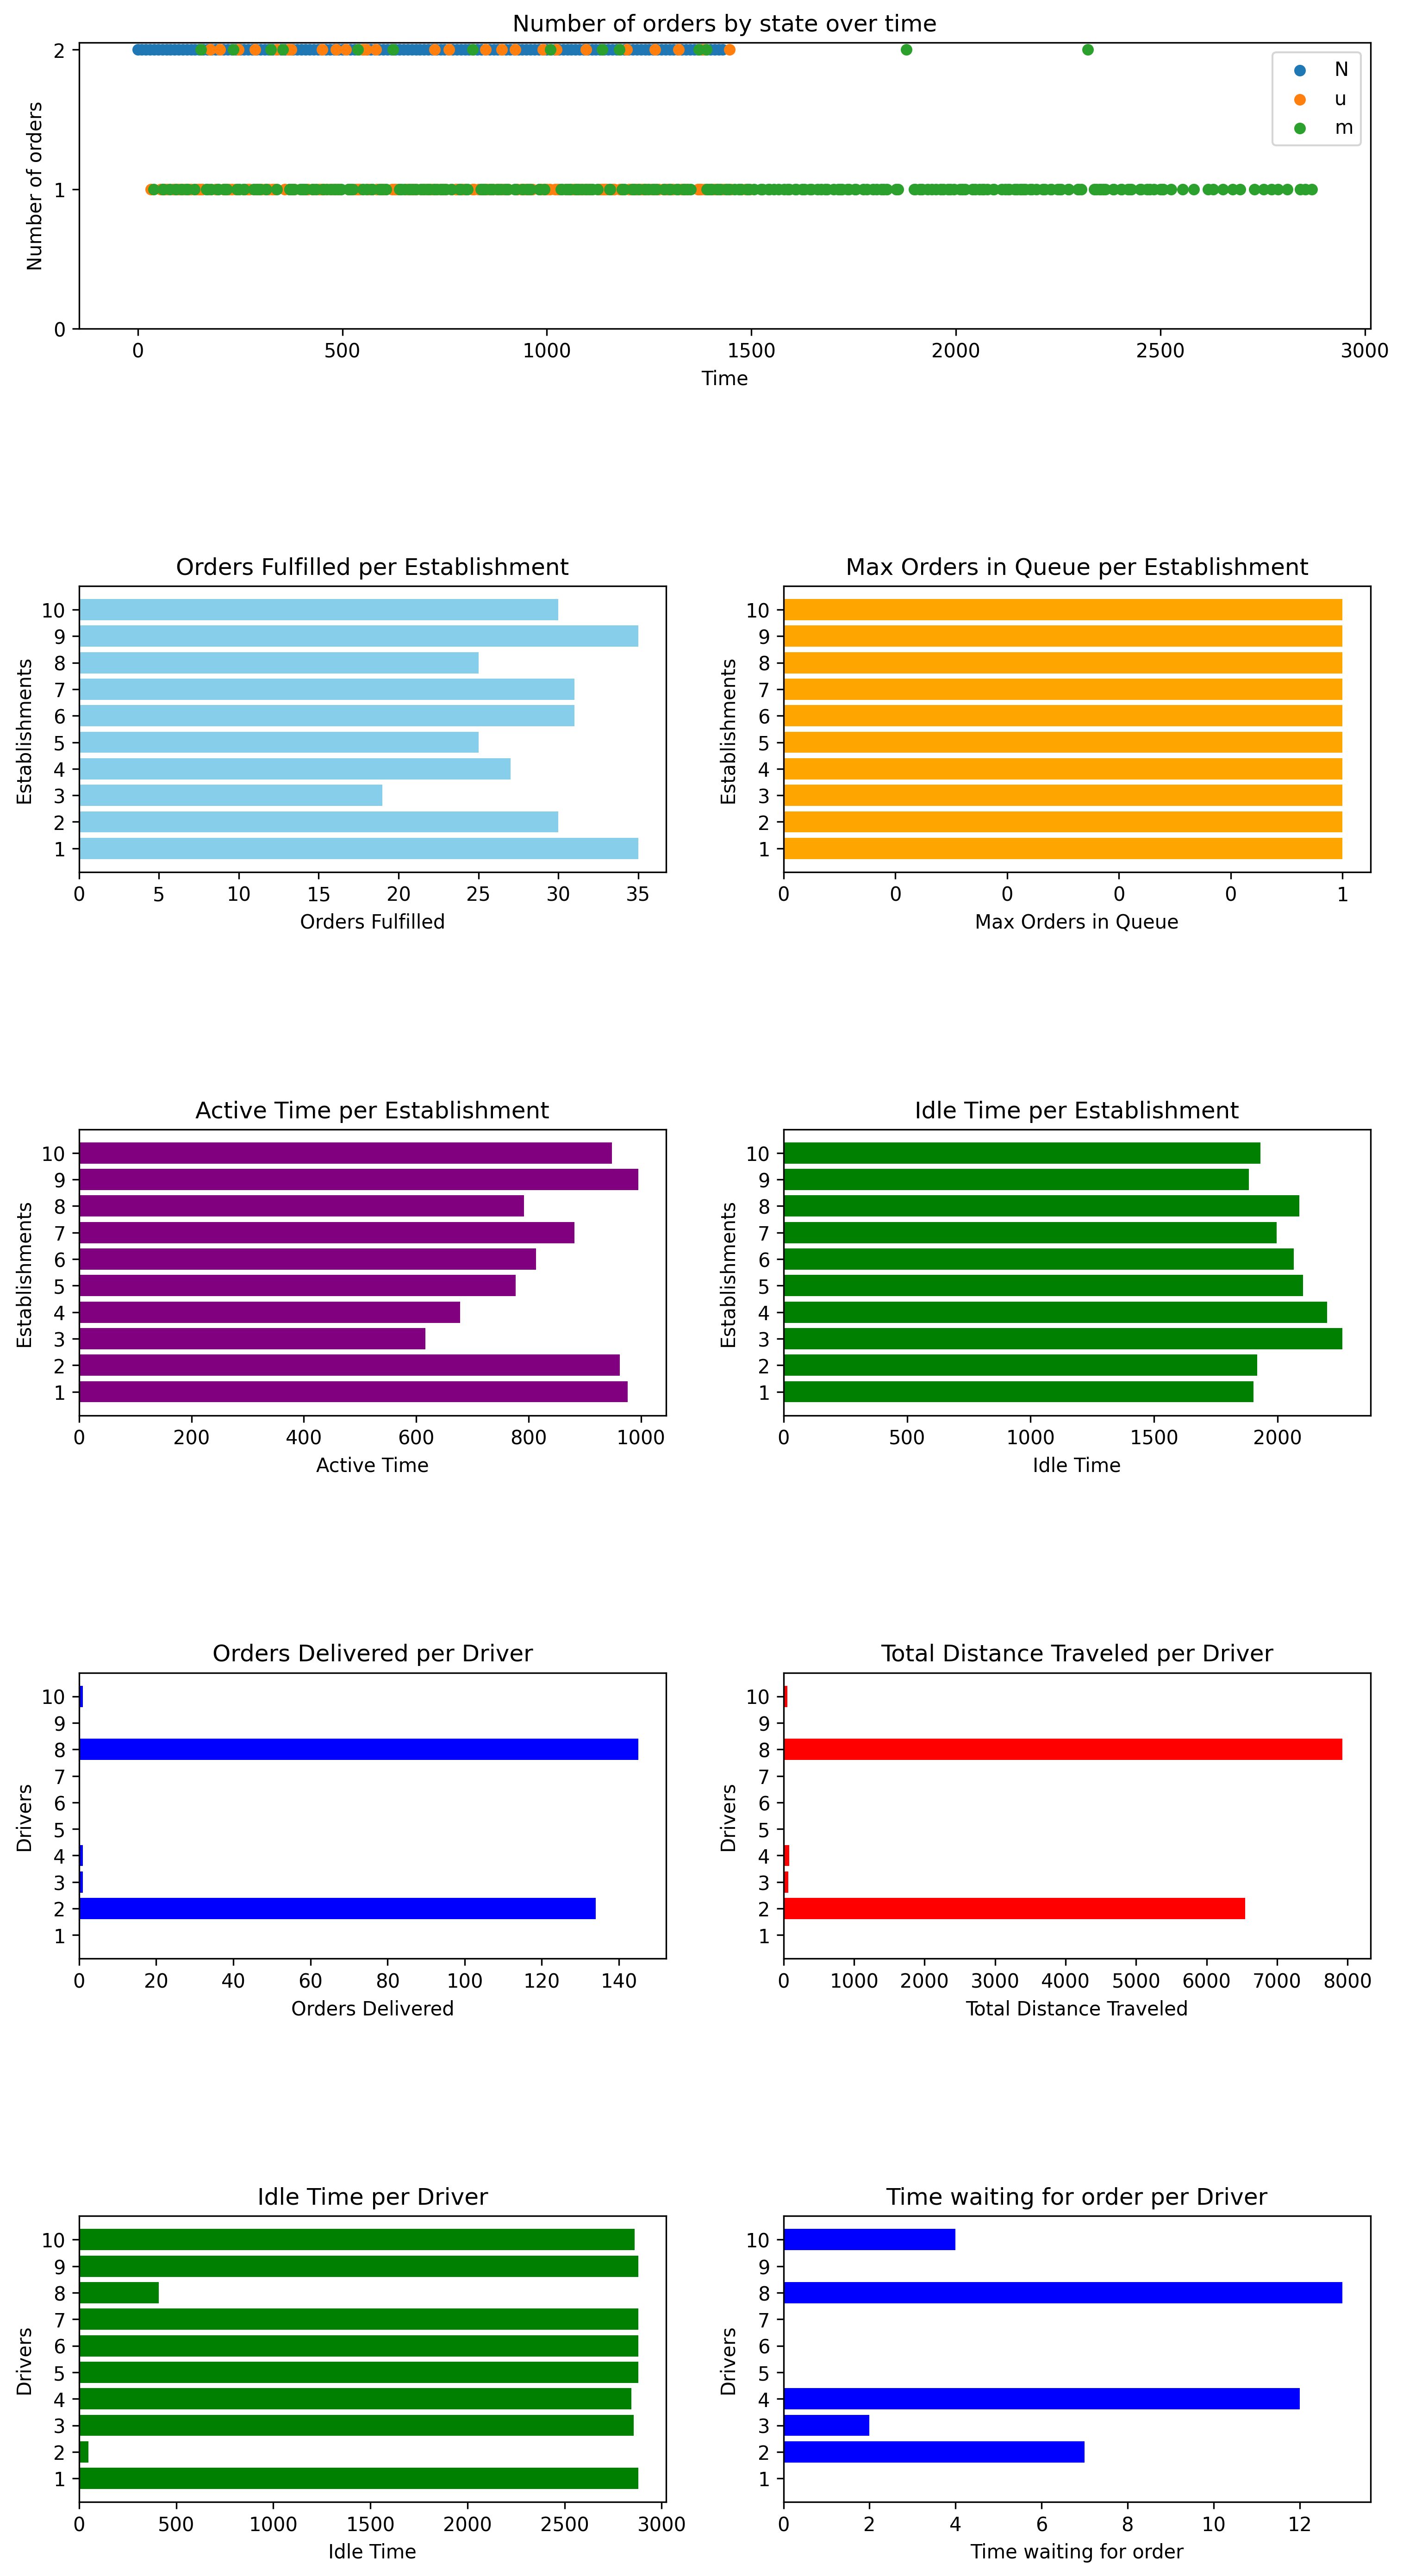 Number of orders by state over time
Number of orders
2
1
0
N
u
m
0 500 1000 1500 2000 2500 3000
Time
Orders Fulfilled per Establishment
Establishments
10
9
8
7
6
5
4
3
2
1
0 5 10 15 20 25 30 35
Orders Fulfilled
Max Orders in Queue per Establishment
Establishments
10
9
8
7
6
5
4
3
2
1
0 0 0 0 0 1
Max Orders in Queue
Active Time per Establishment
Establishments
10
9
8
7
6
5
4
3
2
1
0 200 400 600 800 1000
Active Time
Idle Time per Establishment
Establishments
10
9
8
7
6
5
4
3
2
1
0 500 1000 1500 2000
Idle Time
Orders Delivered per Driver
Drivers
10
9
8
7
6
5
4
3
2
1
0 20 40 60 80 100 120 140
Orders Delivered
Total Distance Traveled per Driver
Drivers
10
9
8
7
6
5
4
3
2
1
0 1000 2000 3000 4000 5000 6000 7000 8000
Total Distance Traveled
Idle Time per Driver
Drivers
10
9
8
7
6
5
4
3
2
1
0 500 1000 1500 2000 2500 3000
Idle Time
Time waiting for order per Driver
Drivers
10
9
8
7
6
5
4
3
2
1
0 2 4 6 8 10 12
Time waiting for order